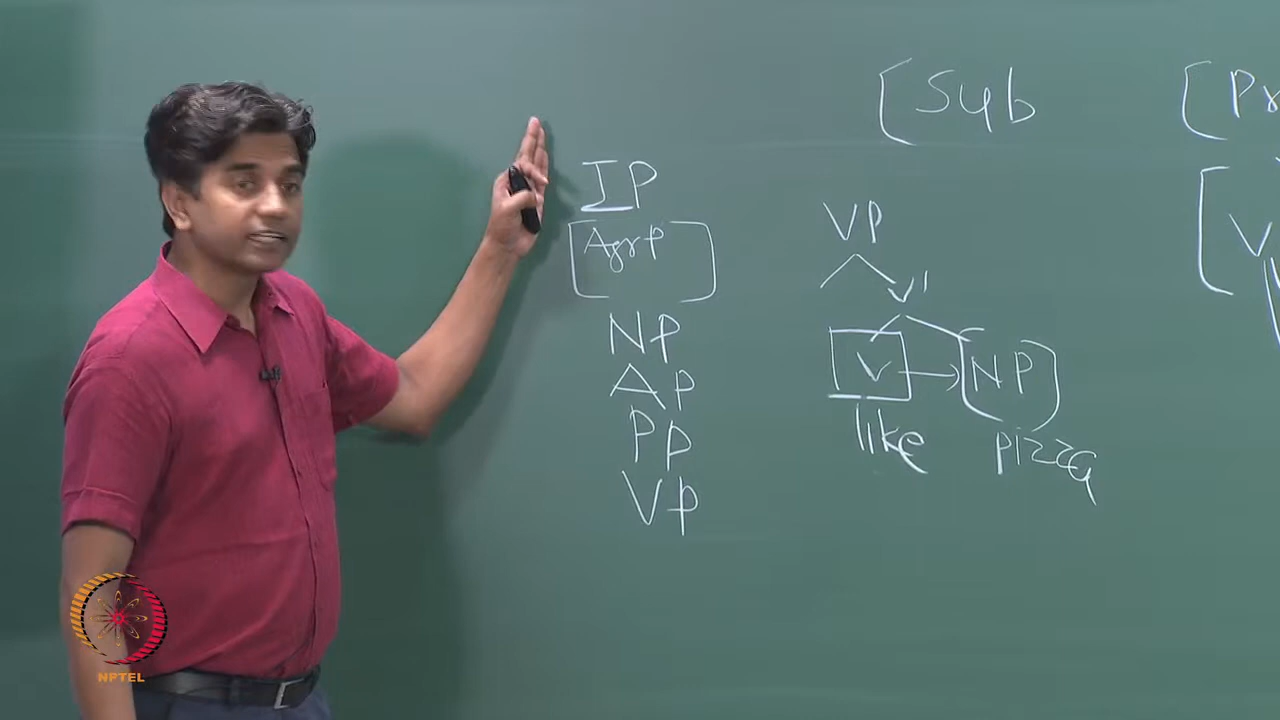 [Sub [Pr
IP
[Agrp]
NP
AP
PP
VP
VP
V'
V → [NP]
like pizza
[V
NPTEL